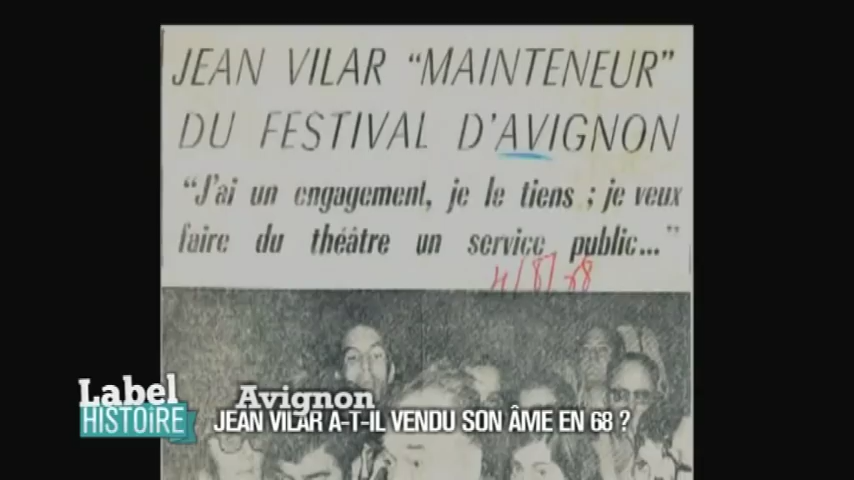 JEAN VILAR “MAINTENEUR”
DU FESTIVAL D'AVIGNON
“J'ai un engagement, je le tiens ; je veux
faire du théâtre un service public...”
4/8/68
Label
HISTOIRE
Avignon
JEAN VILAR A-T-IL VENDU SON ÂME EN 68 ?